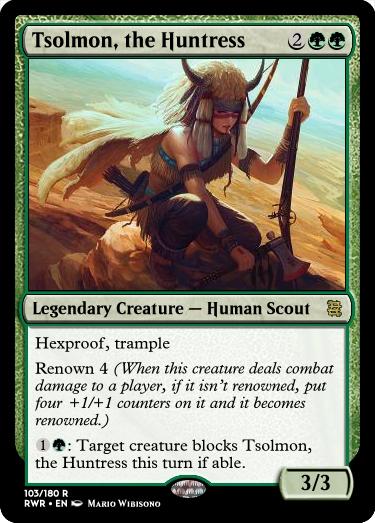 Tsolmon, the Huntress 2
Legendary Creature — Human Scout
Hexproof, trample
Renown 4 (When this creature deals combat
damage to a player, if it isn't renowned, put
four +1/+1 counters on it and it becomes
renowned.)
1: Target creature blocks Tsolmon,
the Huntress this turn if able.
3/3
103/180 R
RWR • EN Mario Wibisono